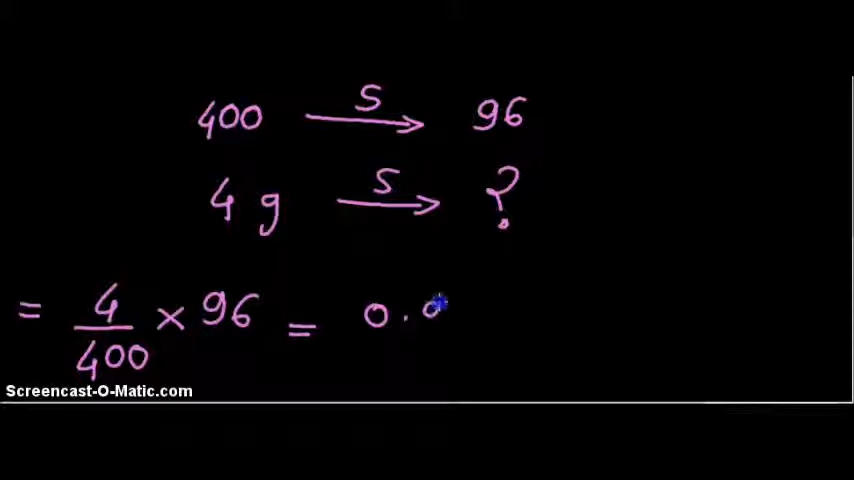 400 →S 96
4 g →S ?
= 4/400 × 96 = 0.
Screencast-O-Matic.com